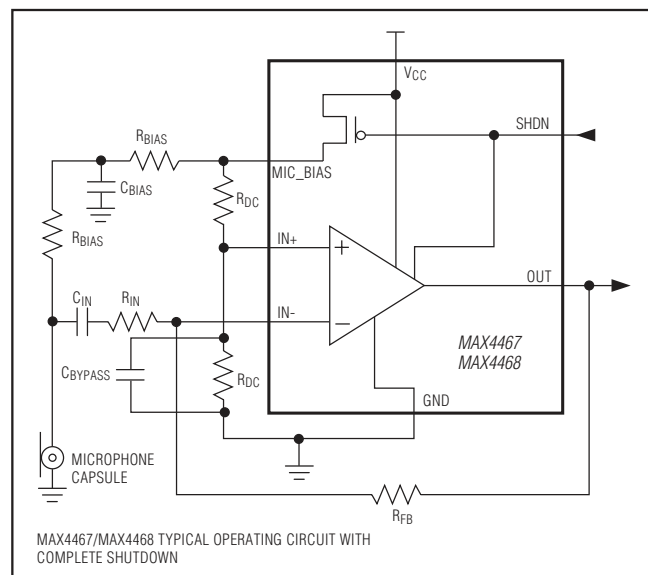 VCC
SHDN
RBIAS
MIC_BIAS
CBIAS
RDC
RBIAS
IN+
+
OUT
CIN
RIN
IN-
−
MAX4467
MAX4468
CBYPASS
RDC
GND
MICROPHONE
CAPSULE
RFB
MAX4467/MAX4468 TYPICAL OPERATING CIRCUIT WITH
COMPLETE SHUTDOWN